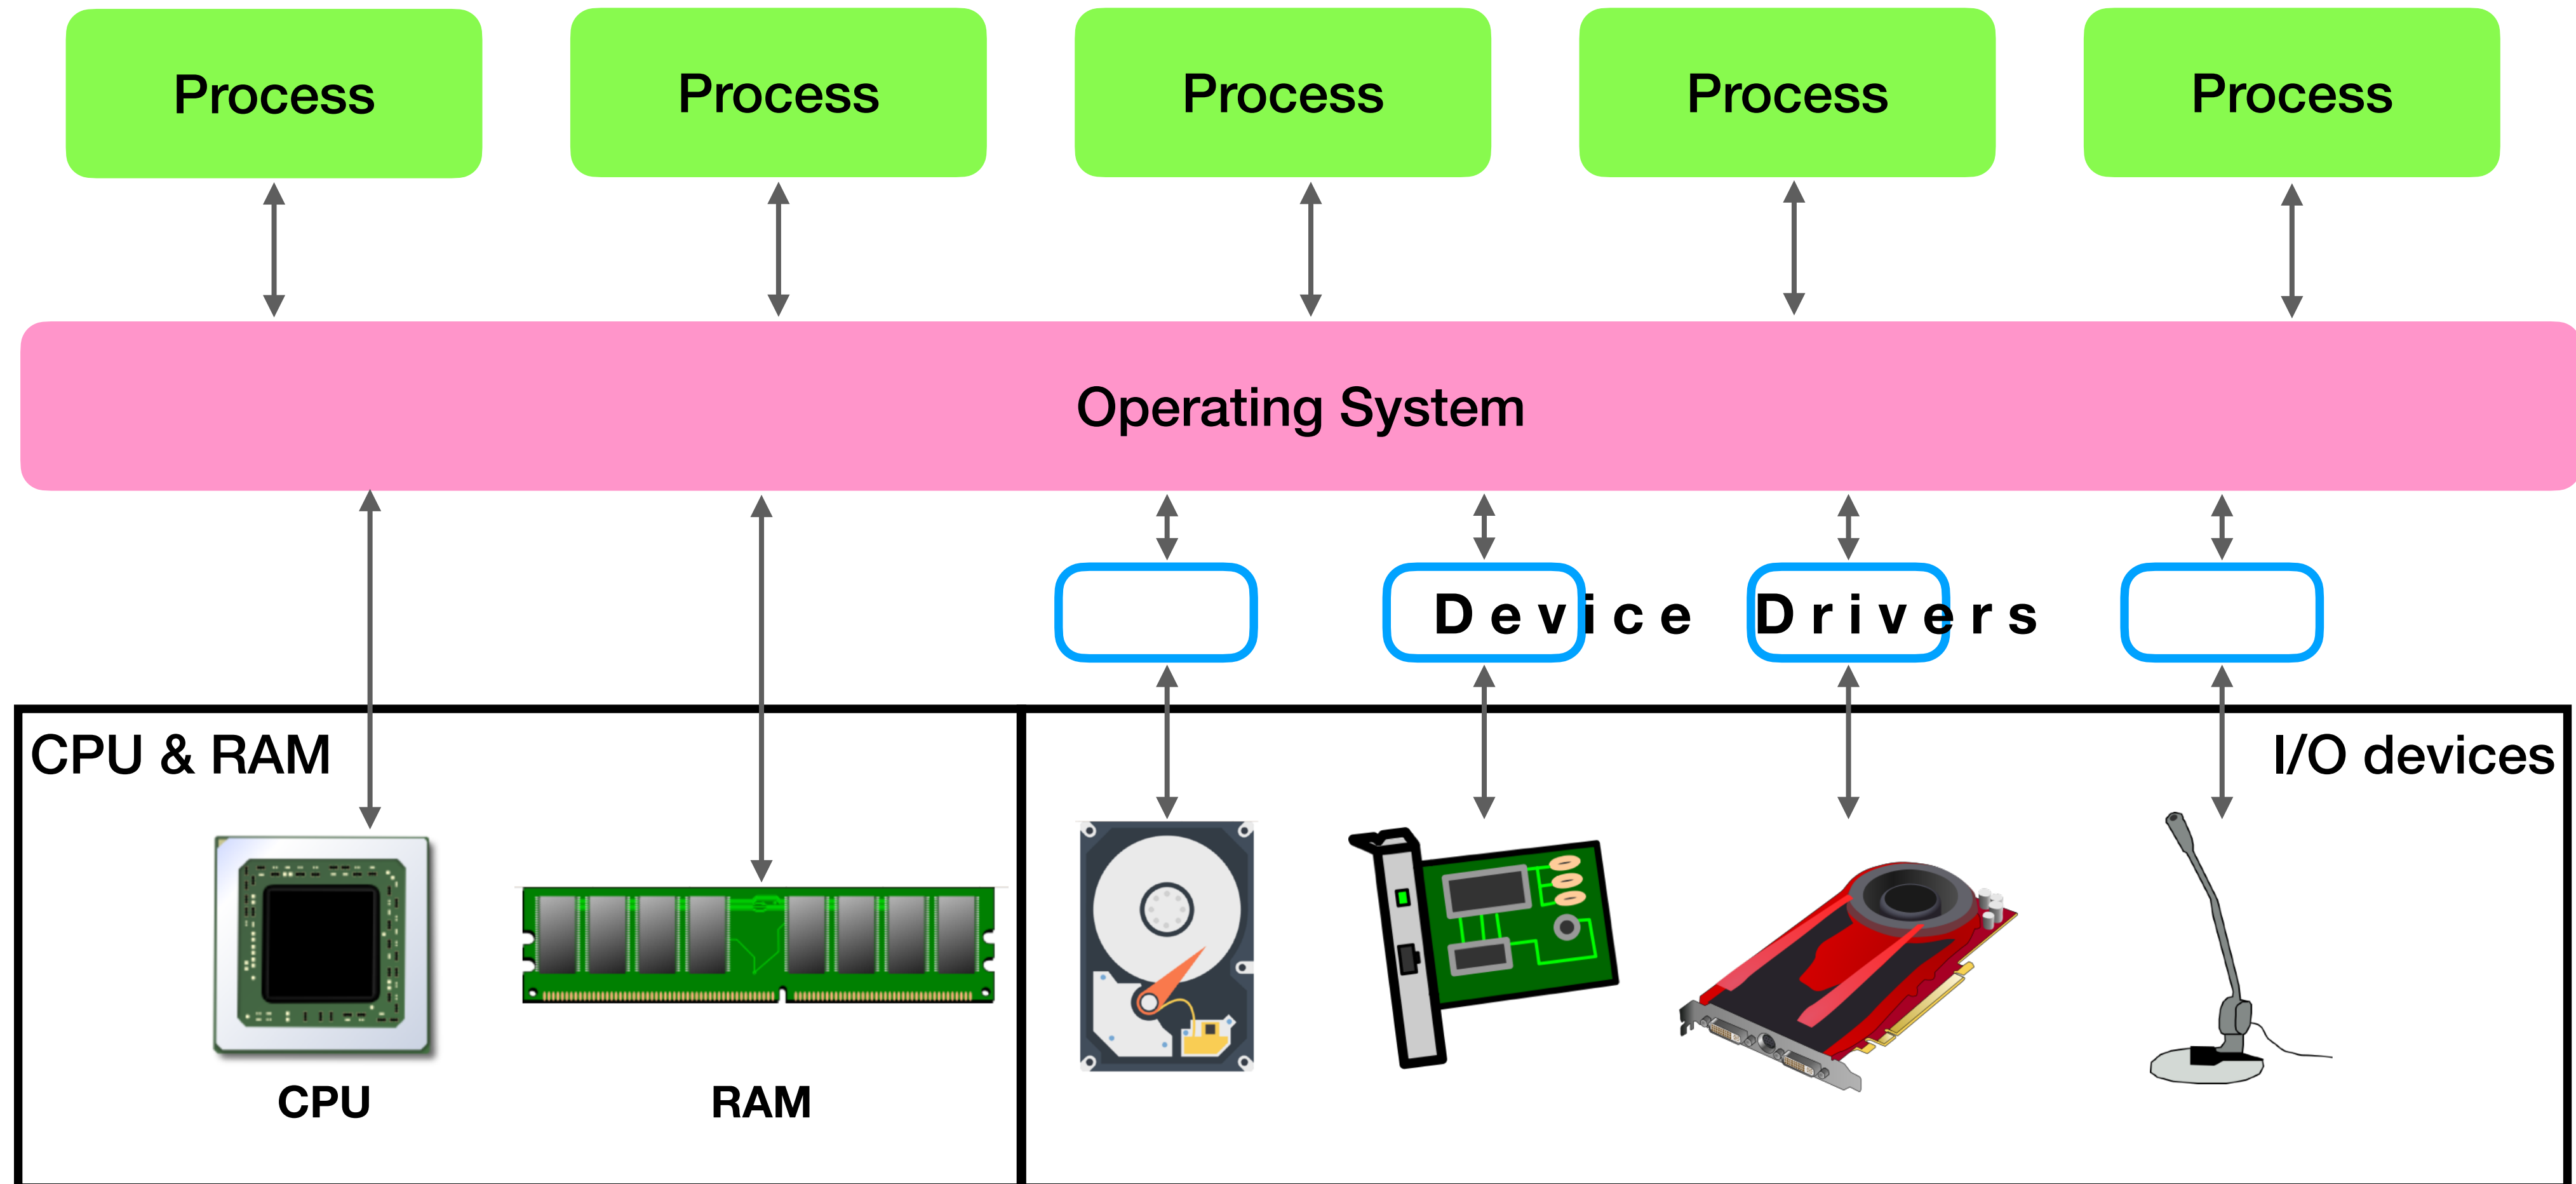 Process
Process
Process
Process
Process
Operating System
Device Drivers
CPU & RAM
I/O devices
CPU
RAM